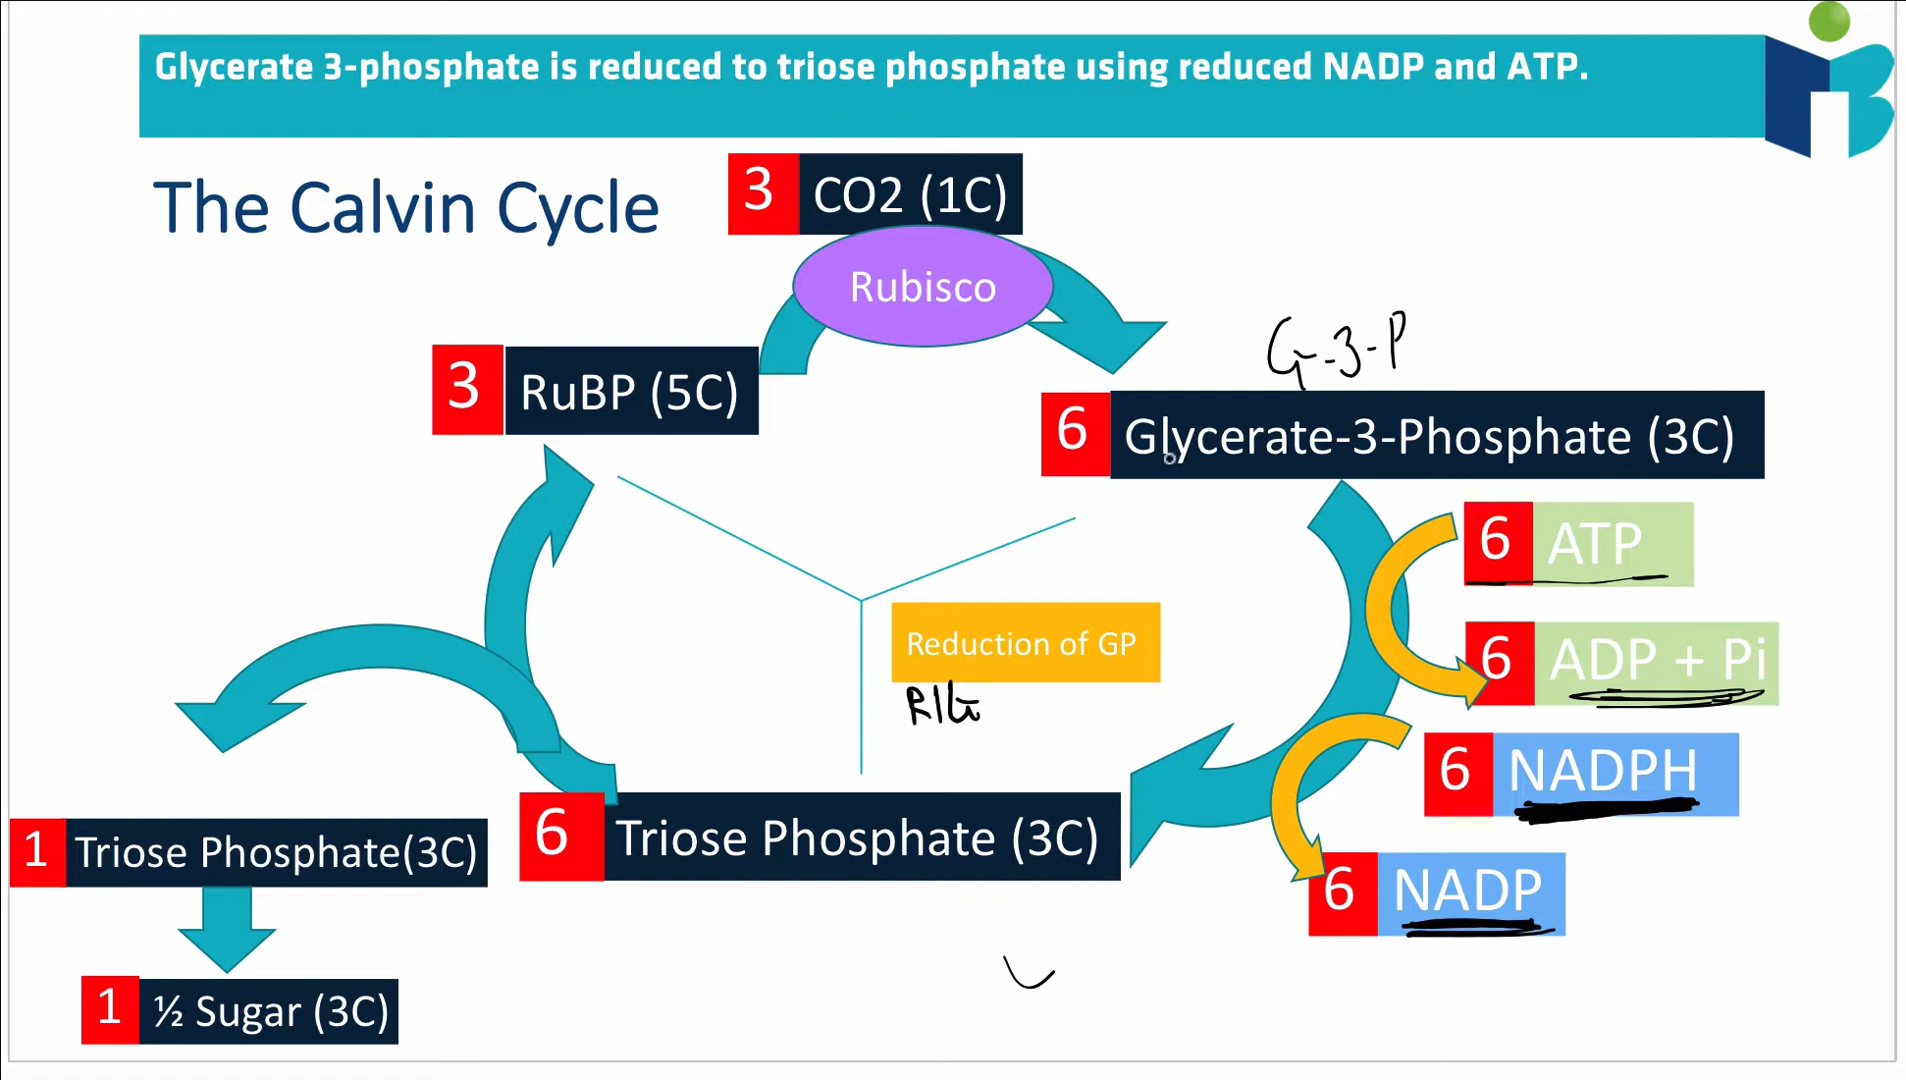 Glycerate 3-phosphate is reduced to triose phosphate using reduced NADP and ATP.
The Calvin Cycle
3 CO2 (1C)
Rubisco
3 RuBP (5C)
G-3-P
6 Glycerate-3-Phosphate (3C)
6 ATP
6 ADP + Pi
Reduction of GP
6 NADPH
6 Triose Phosphate (3C)
6 NADP
1 Triose Phosphate(3C)
1 ½ Sugar (3C)